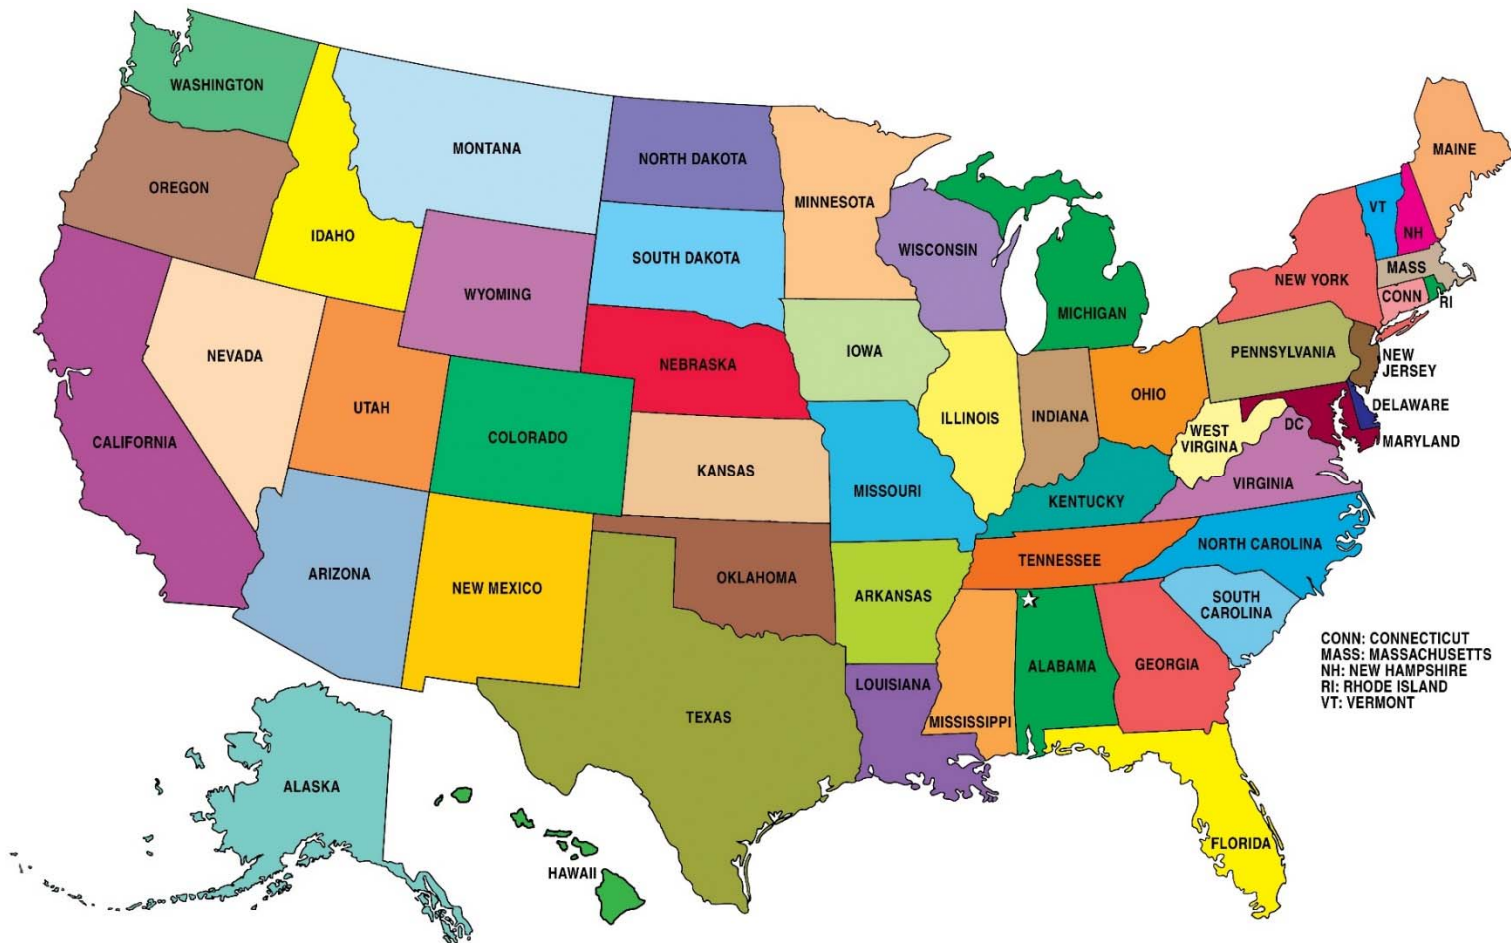 WASHINGTON
MONTANA
NORTH DAKOTA
MINNESOTA
MAINE
OREGON
IDAHO
WYOMING
SOUTH DAKOTA
WISCONSIN
MICHIGAN
NEW YORK
VT
NH
MASS
CONN
RI
NEVADA
UTAH
COLORADO
NEBRASKA
IOWA
ILLINOIS
INDIANA
OHIO
PENNSYLVANIA
NEW
JERSEY
DELAWARE
MARYLAND
DC
WEST
VIRGINA
VIRGINIA
CALIFORNIA
KANSAS
MISSOURI
KENTUCKY
ARIZONA
NEW MEXICO
OKLAHOMA
ARKANSAS
TENNESSEE
NORTH CAROLINA
SOUTH
CAROLINA
TEXAS
LOUISIANA
MISSISSIPPI
ALABAMA
GEORGIA
FLORIDA
ALASKA
HAWAII
CONN: CONNECTICUT
MASS: MASSACHUSETTS
NH: NEW HAMPSHIRE
RI: RHODE ISLAND
VT: VERMONT